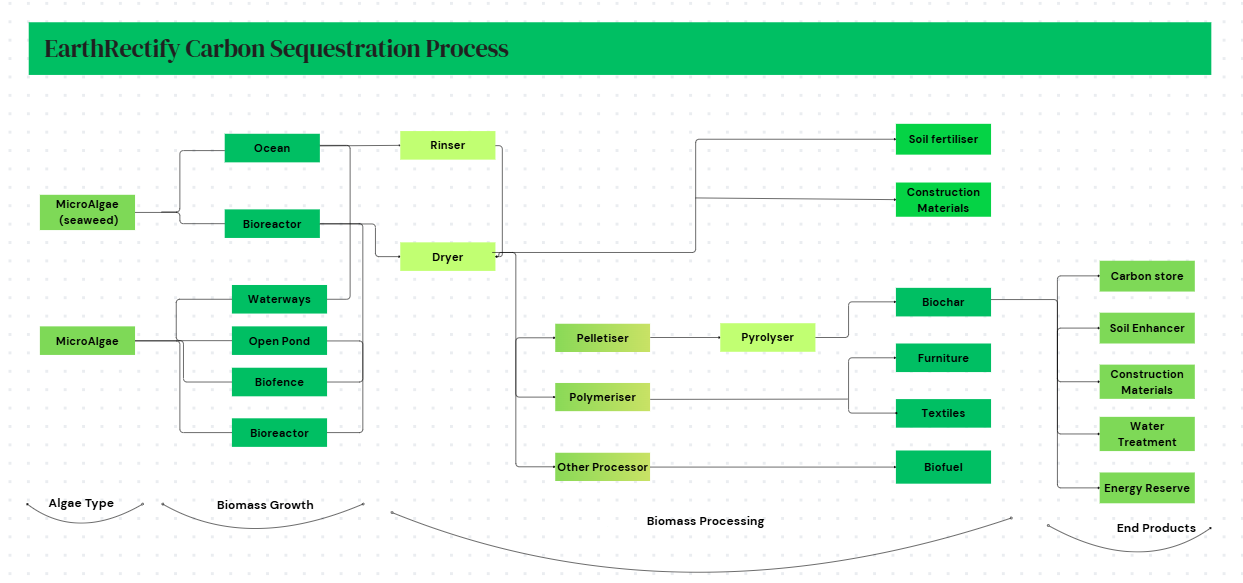 EarthRectify Carbon Sequestration Process
MicroAlgae
(seaweed)
MicroAlgae
Ocean
Bioreactor
Waterways
Open Pond
Biofence
Bioreactor
Rinser
Dryer
Pelletiser
Polymeriser
Other Processor
Pyrolyser
Soil fertiliser
Construction
Materials
Biochar
Furniture
Textiles
Biofuel
Carbon store
Soil Enhancer
Construction
Materials
Water
Treatment
Energy Reserve
Algae Type
Biomass Growth
Biomass Processing
End Products